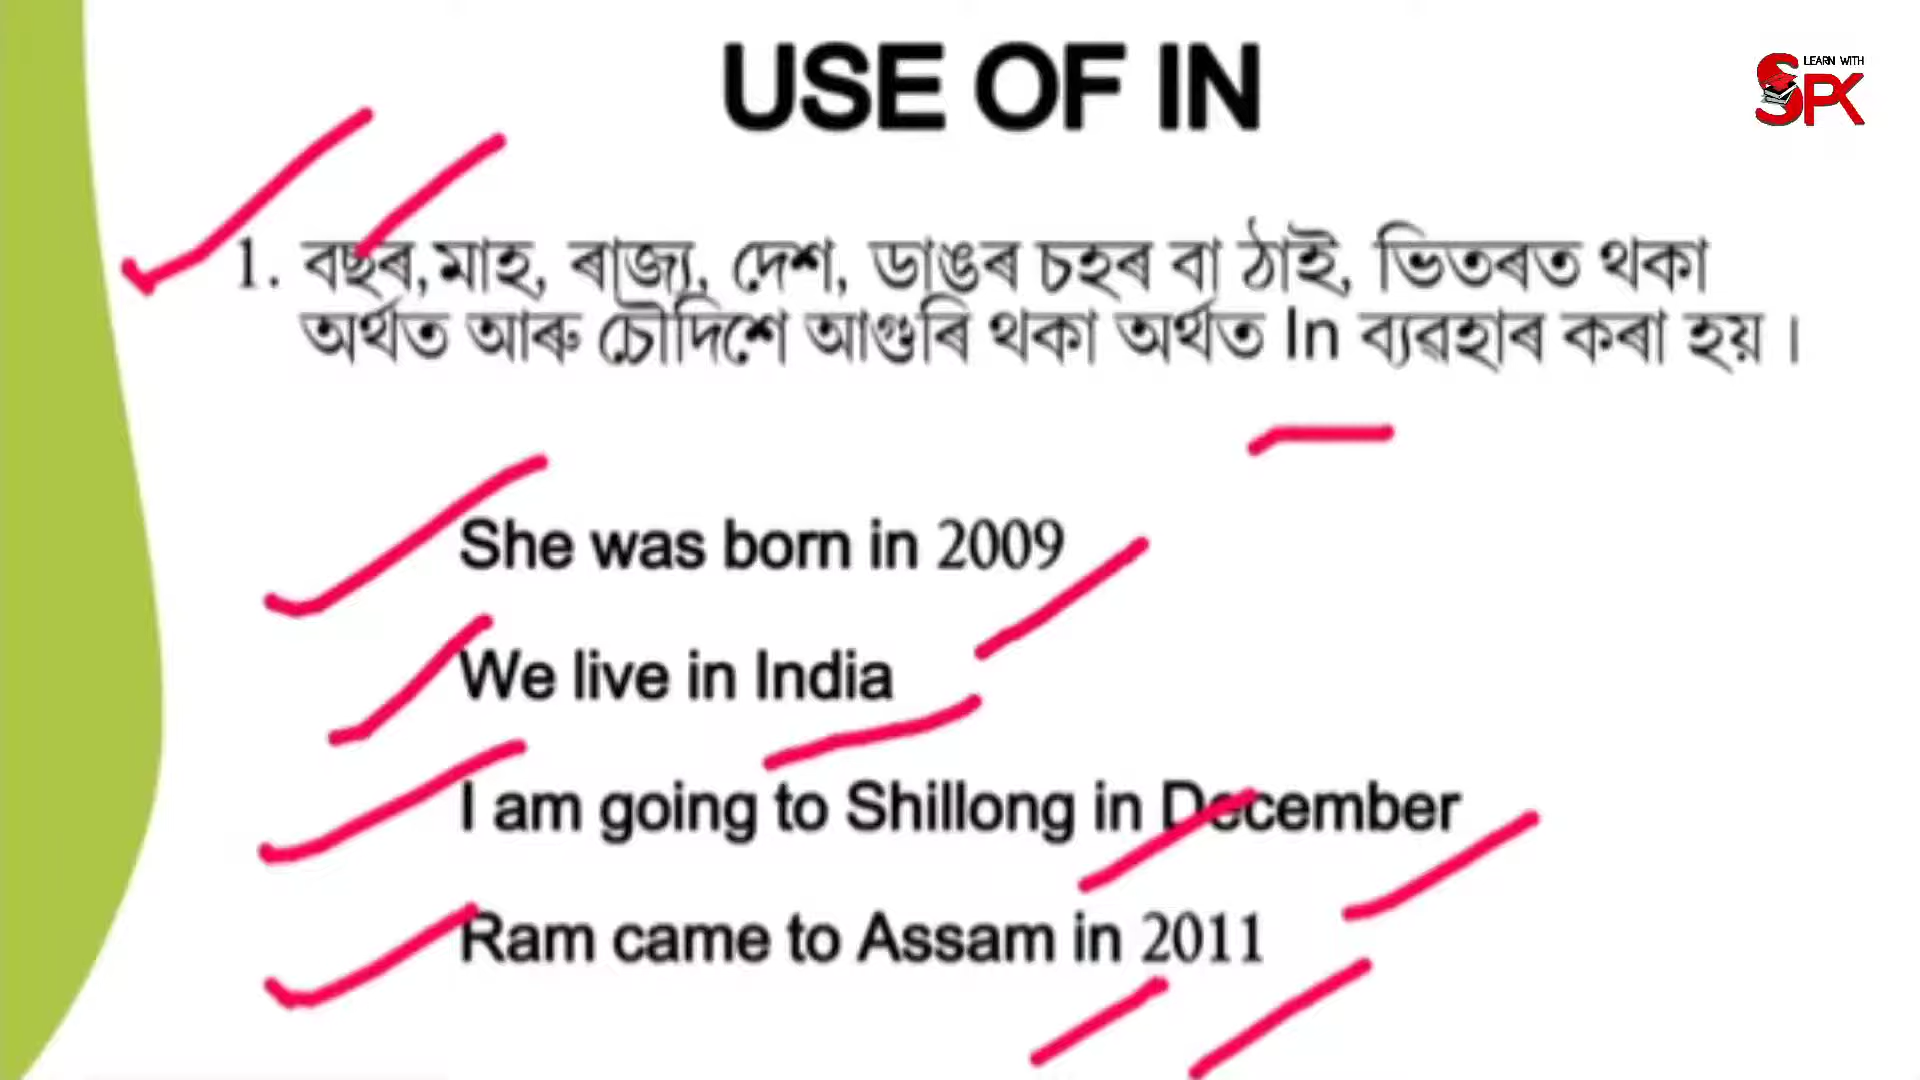 USE OF IN
LEARN WITH
SPK
1. বছৰ,মাহ, ৰাজ্য, দেশ, ডাঙৰ চহৰ বা ঠাই, ভিতৰত থকা
অৰ্থত আৰু চৌদিশে আগুৰি থকা অৰ্থত In ব্যৱহাৰ কৰা হয় ।
She was born in 2009
We live in India
I am going to Shillong in December
Ram came to Assam in 2011